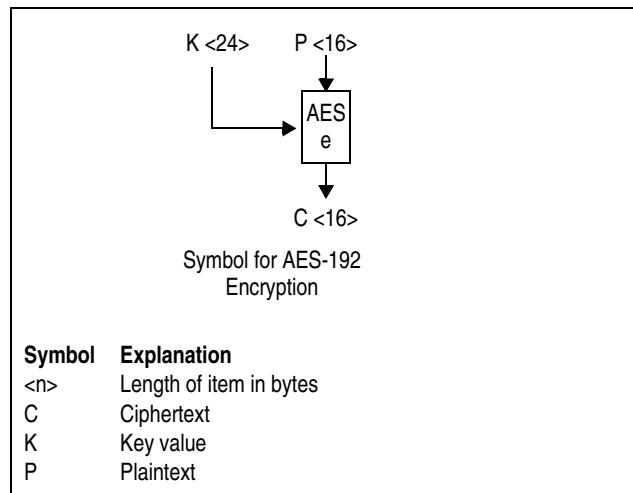 K <24> P <16>
AES
e
C <16>
Symbol for AES-192
Encryption
Symbol Explanation
<n> Length of item in bytes
C Ciphertext
K Key value
P Plaintext